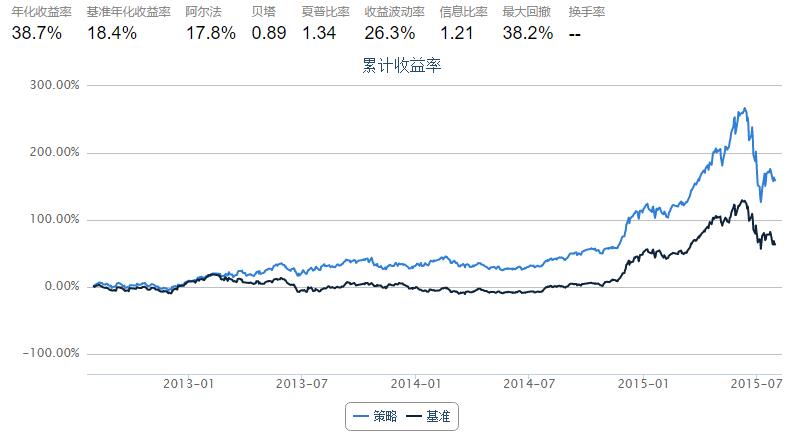 年化收益率 基准年化收益率 阿尔法 贝塔 夏普比率 收益波动率 信息比率 最大回撤 换手率
38.7% 18.4% 17.8% 0.89 1.34 26.3% 1.21 38.2% --
累计收益率
300.00%
200.00%
100.00%
0.00%
-100.00%
2013-01 2013-07 2014-01 2014-07 2015-01 2015-07
策略 基准